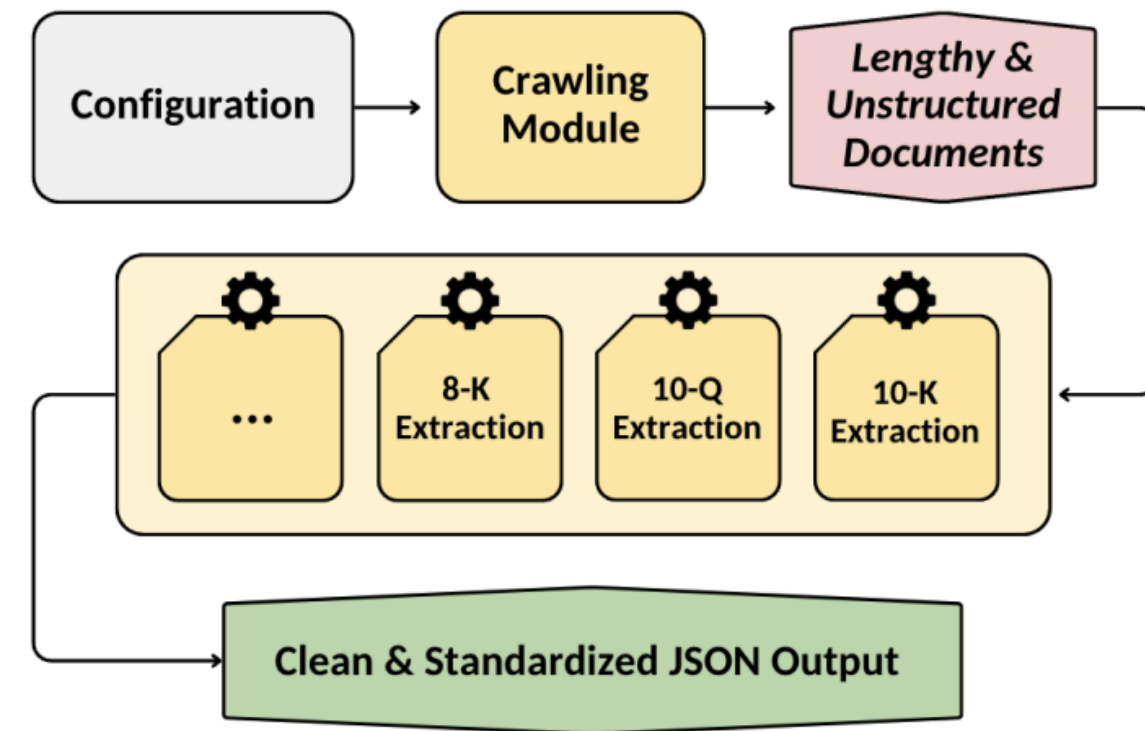 Configuration
Crawling
Module
Lengthy &
Unstructured
Documents
...
8-K
Extraction
10-Q
Extraction
10-K
Extraction
Clean & Standardized JSON Output